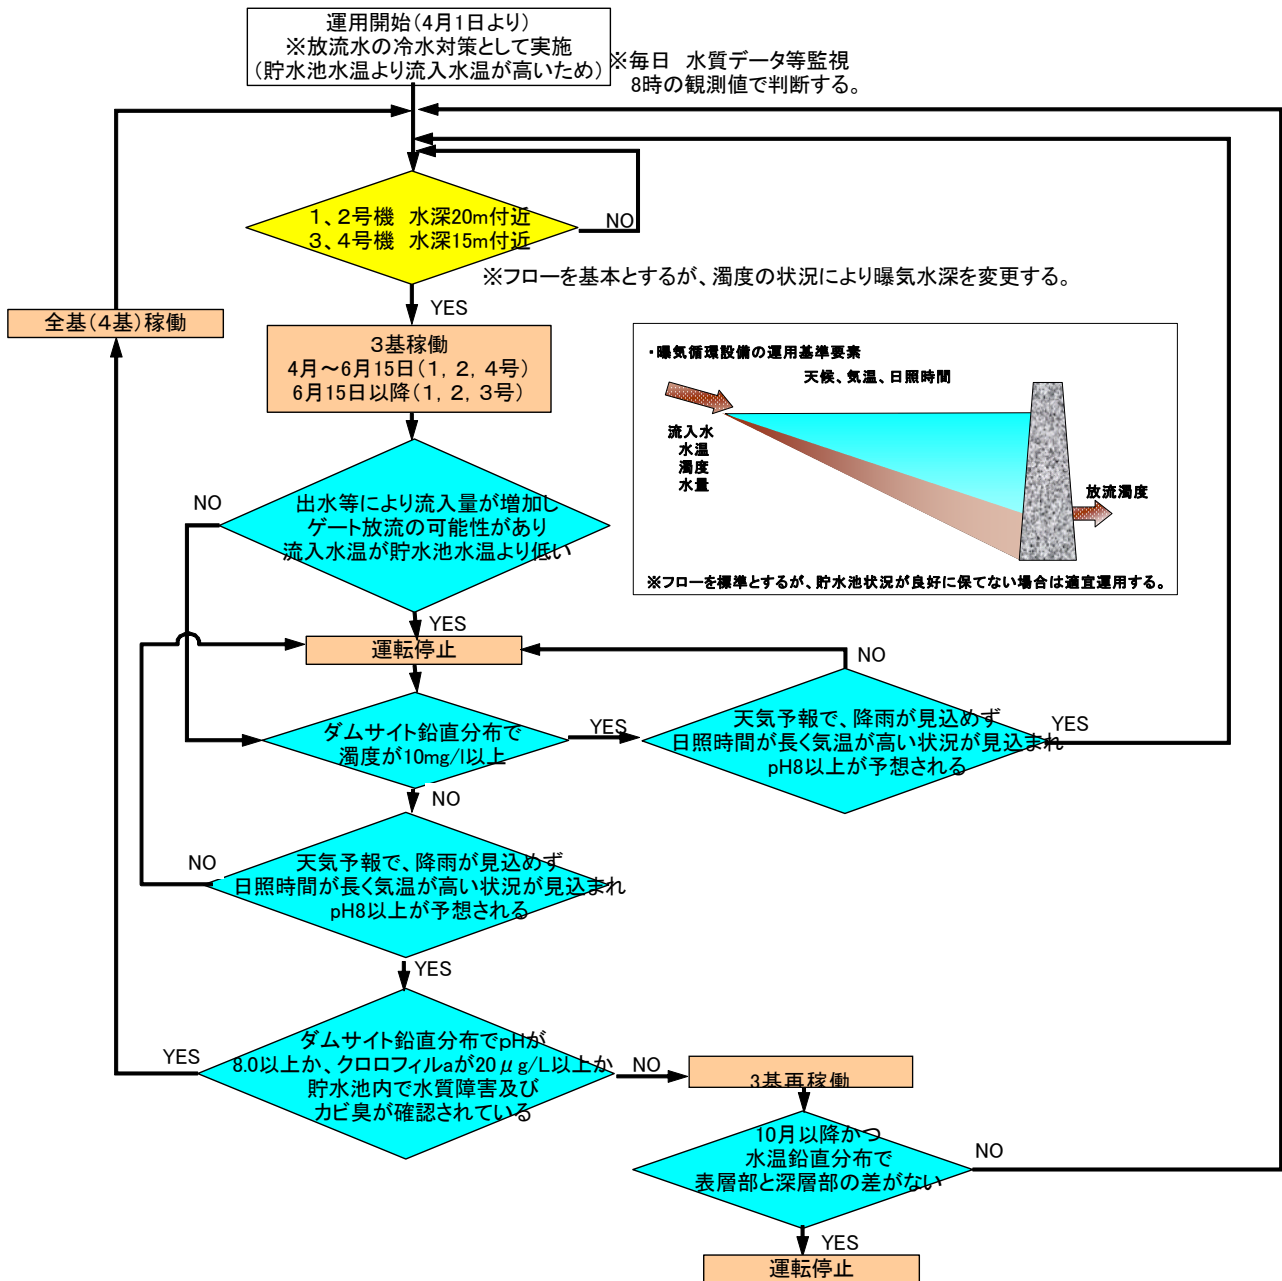 運用開始(4月1日より)
※放流水の冷水対策として実施
(貯水池水温より流入水温が高いため)
※毎日 水質データ等監視
8時の観測値で判断する。
1、2号機 水深20m付近
3、4号機 水深15m付近
NO
※フローを基本とするが、濁度の状況により曝気水深を変更する。
YES
全基(4基)稼働
3基稼働
4月～6月15日(1，2，4号)
6月15日以降(1，2，3号)
・曝気循環設備の運用基準要素
天候、気温、日照時間
流入水
水温
濁度
水量
放流濁度
※フローを標準とするが、貯水池状況が良好に保てない場合は適宜運用する。
NO
出水等により流入量が増加し
ゲート放流の可能性があり
流入水温が貯水池水温より低い
YES
運転停止
NO
ダムサイト鉛直分布で
濁度が10mg/l以上
YES
天気予報で、降雨が見込めず
日照時間が長く気温が高い状況が見込まれ
pH8以上が予想される
YES
NO
NO
天気予報で、降雨が見込めず
日照時間が長く気温が高い状況が見込まれ
pH8以上が予想される
YES
YES
ダムサイト鉛直分布でpHが
8.0以上か、クロロフィルaが20μg/L以上か
貯水池内で水質障害及び
カビ臭が確認されている
NO
3基再稼働
10月以降かつ
水温鉛直分布で
表層部と深層部の差がない
NO
YES
運転停止